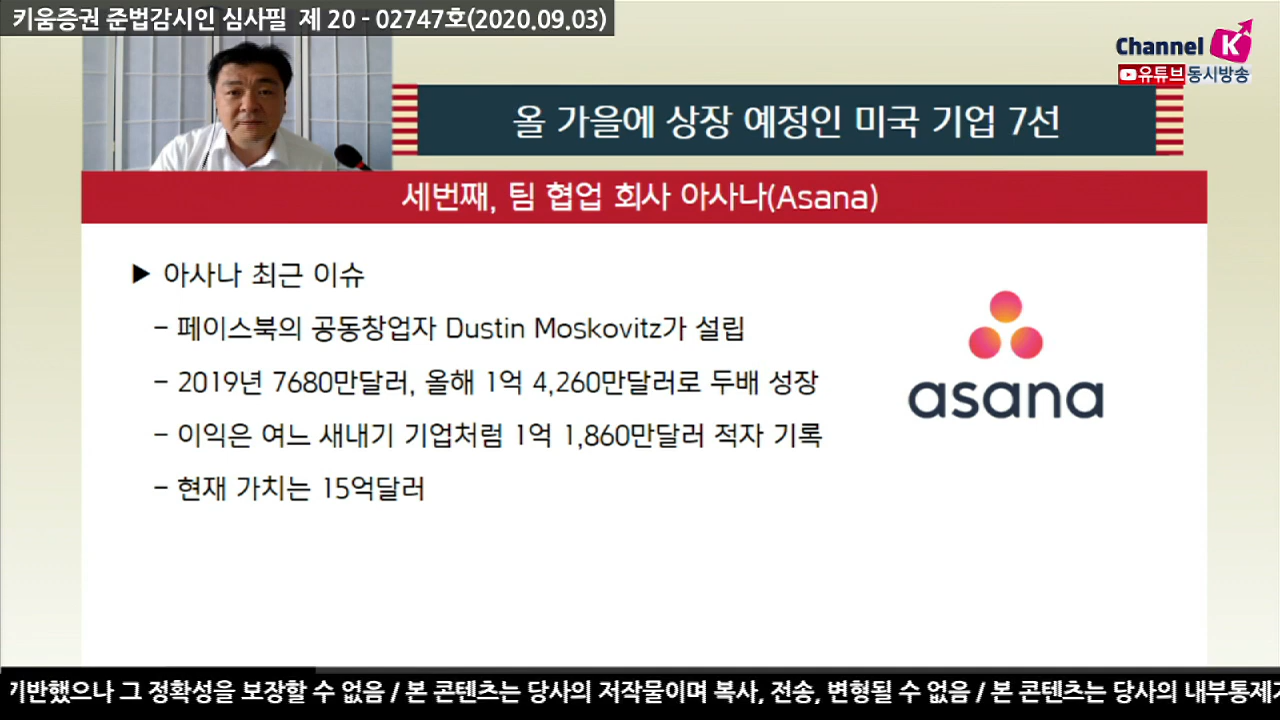 키움증권 준법감시인 심사필 제 20 - 02747호(2020.09.03)
Channel K
유튜브동시방송
올 가을에 상장 예정인 미국 기업 7선
세번째, 팀 협업 회사 아사나(Asana)
▶ 아사나 최근 이슈
- 페이스북의 공동창업자 Dustin Moskovitz가 설립
- 2019년 7680만달러, 올해 1억 4,260만달러로 두배 성장
- 이익은 여느 새내기 기업처럼 1억 1,860만달러 적자 기록
- 현재 가치는 15억달러
asana
기반했으나 그 정확성을 보장할 수 없음 / 본 콘텐츠는 당사의 저작물이며 복사, 전송, 변형될 수 없음 / 본 콘텐츠는 당사의 내부통제기